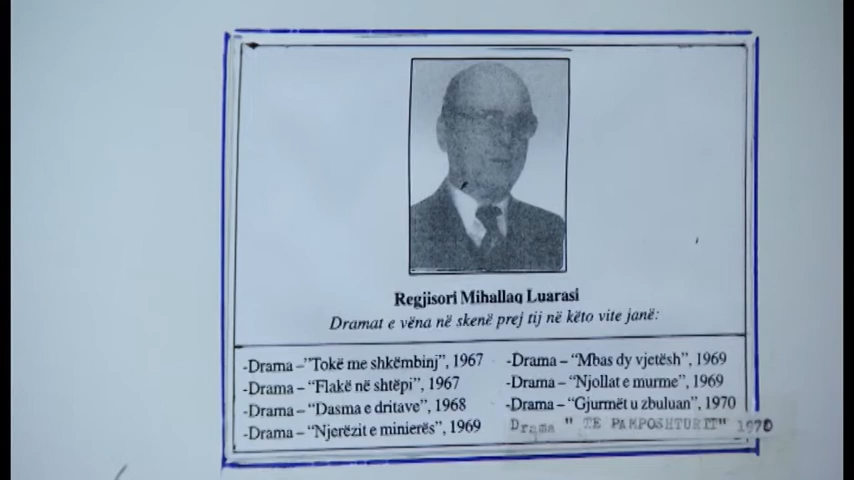 Regjisori Mihallaq Luarasi
Dramat e vëna në skenë prej tij në këto vite janë:
-Drama –"Tokë me shkëmbinj", 1967
-Drama – "Flakë në shtëpi", 1967
-Drama – "Dasma e dritave", 1968
-Drama – "Njerëzit e minierës", 1969
-Drama – "Mbas dy vjetësh", 1969
-Drama – "Njollat e murme", 1969
-Drama – "Gjurmët u zbuluan", 1970
Drama " TE PAMPOSHTURIT" 1970